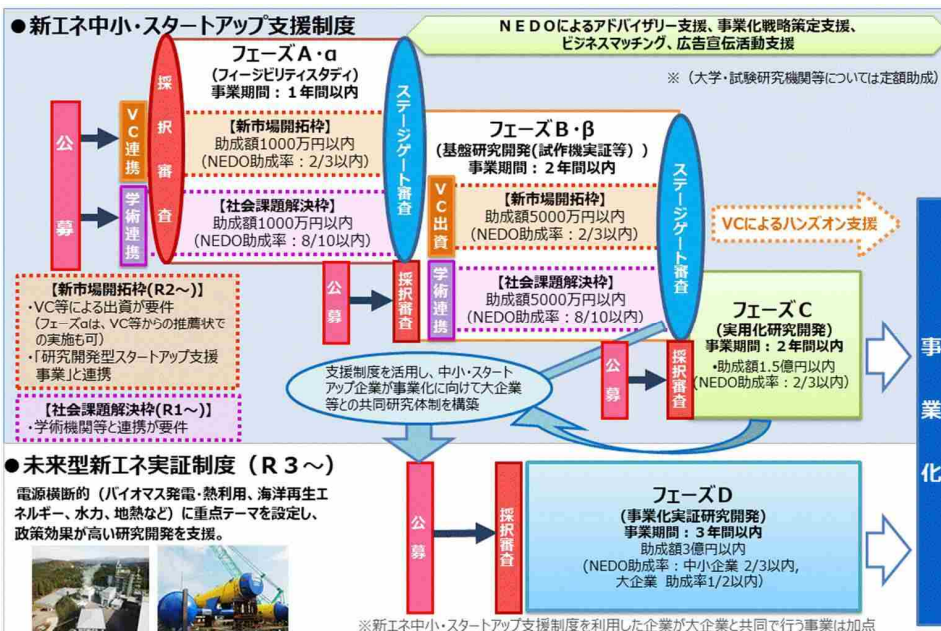 ●新エネ中小・スタートアップ支援制度
NEDOによるアドバイザリー支援、事業化戦略策定支援、
ビジネスマッチング、広告宣伝活動支援
※（大学・試験研究機関等については定額助成）
公募
VC連携
学術連携
採択審査
フェーズA・α
(フィージビリティスタディ)
事業期間：1年間以内
【新市場開拓枠】
助成額1000万円以内
(NEDO助成率：2/3以内)
【社会課題解決枠】
助成額1000万円以内
(NEDO助成率：8/10以内)
ステージゲート審査
公募
採択審査
VC出資
学術連携
フェーズB・β
(基盤研究開発(試作機実証等)）
事業期間：2年間以内
【新市場開拓枠】
助成額5000万円以内
(NEDO助成率：2/3以内)
【社会課題解決枠】
助成額5000万円以内
(NEDO助成率：8/10以内)
ステージゲート審査
VCによるハンズオン支援
【新市場開拓枠(R2～)】
・VC等による出資が要件
(フェーズαは、VC等からの推薦状で
の実施も可)
・「研究開発型スタートアップ支援
事業」と連携
【社会課題解決枠(R1～)】
・学術機関等と連携が要件
支援制度を活用し、中小・スタート
アップ企業が事業化に向けて大企業
等との共同研究体制を構築
公募
採択審査
フェーズC
(実用化研究開発)
事業期間：2年間以内
・助成額1.5億円以内
(NEDO助成率：2/3以内)
事業化
●未来型新エネ実証制度（R3～）
電源横断的（バイオマス発電・熱利用、海洋再生エ
ネルギー、水力、地熱など）に重点テーマを設定し、
政策効果が高い研究開発を支援。
公募
採択審査
フェーズD
(事業化実証研究開発)
事業期間：3年間以内
助成額3億円以内
(NEDO助成率：中小企業 2/3以内,
大企業 助成率1/2以内)
※新エネ中小・スタートアップ支援制度を利用した企業が大企業と共同で行う事業は加点